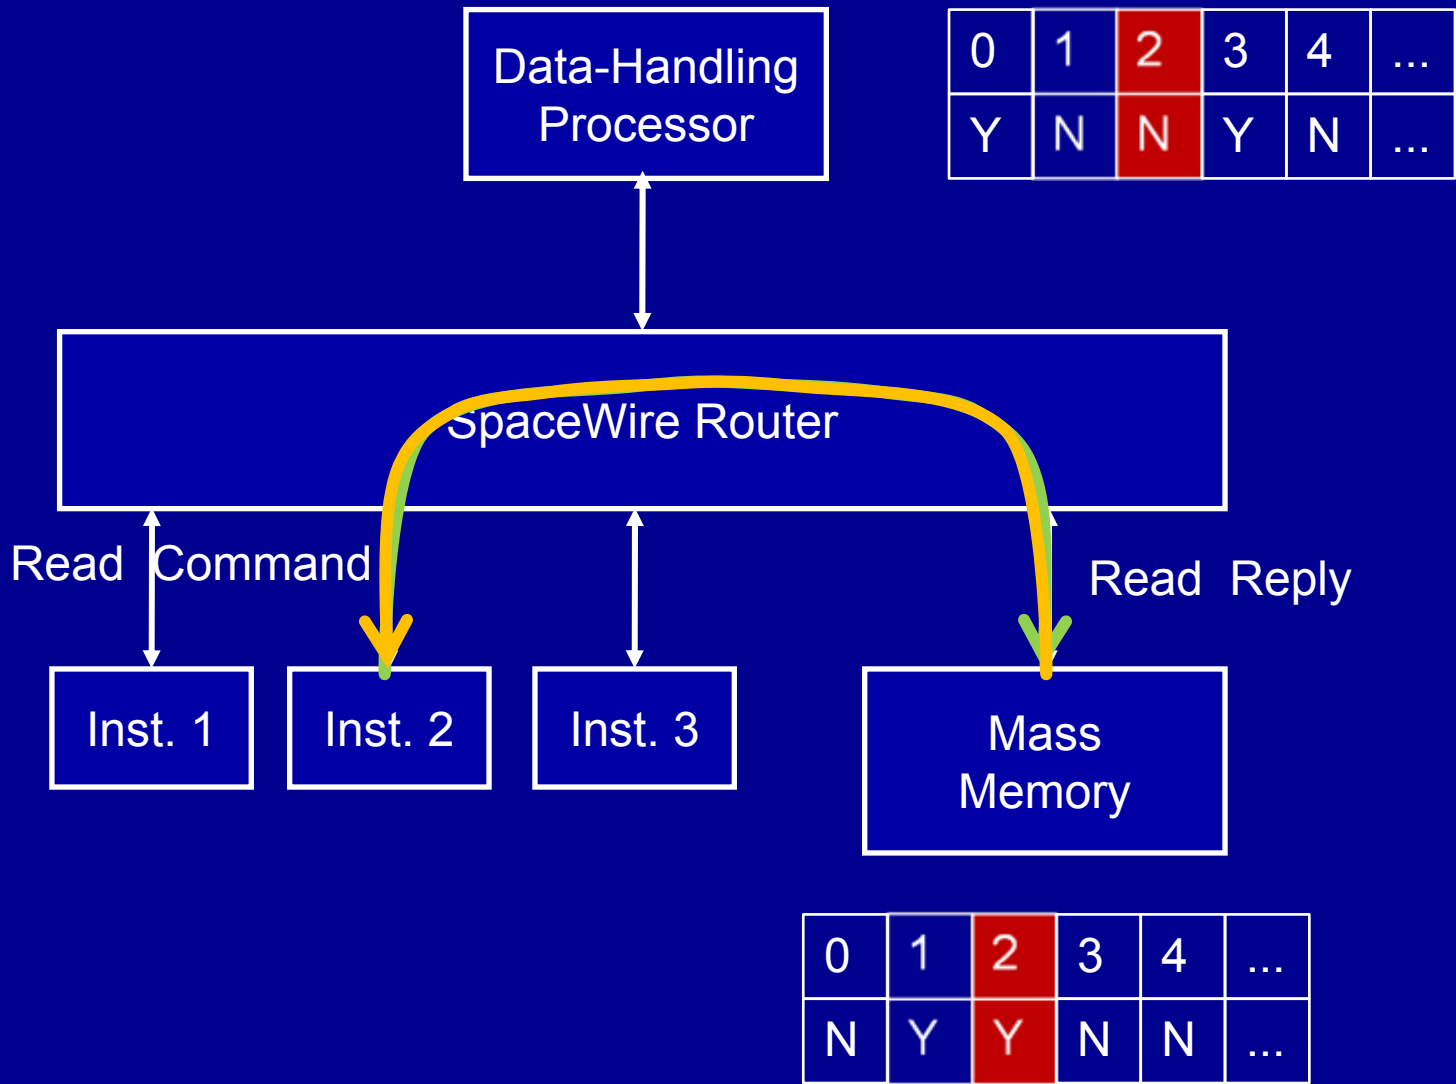 Data-Handling
Processor
0 1 2 3 4 ...
Y N N Y N ...
SpaceWire Router
Read Command
Read Reply
Inst. 1
Inst. 2
Inst. 3
Mass
Memory
0 1 2 3 4 ...
N Y Y N N ...